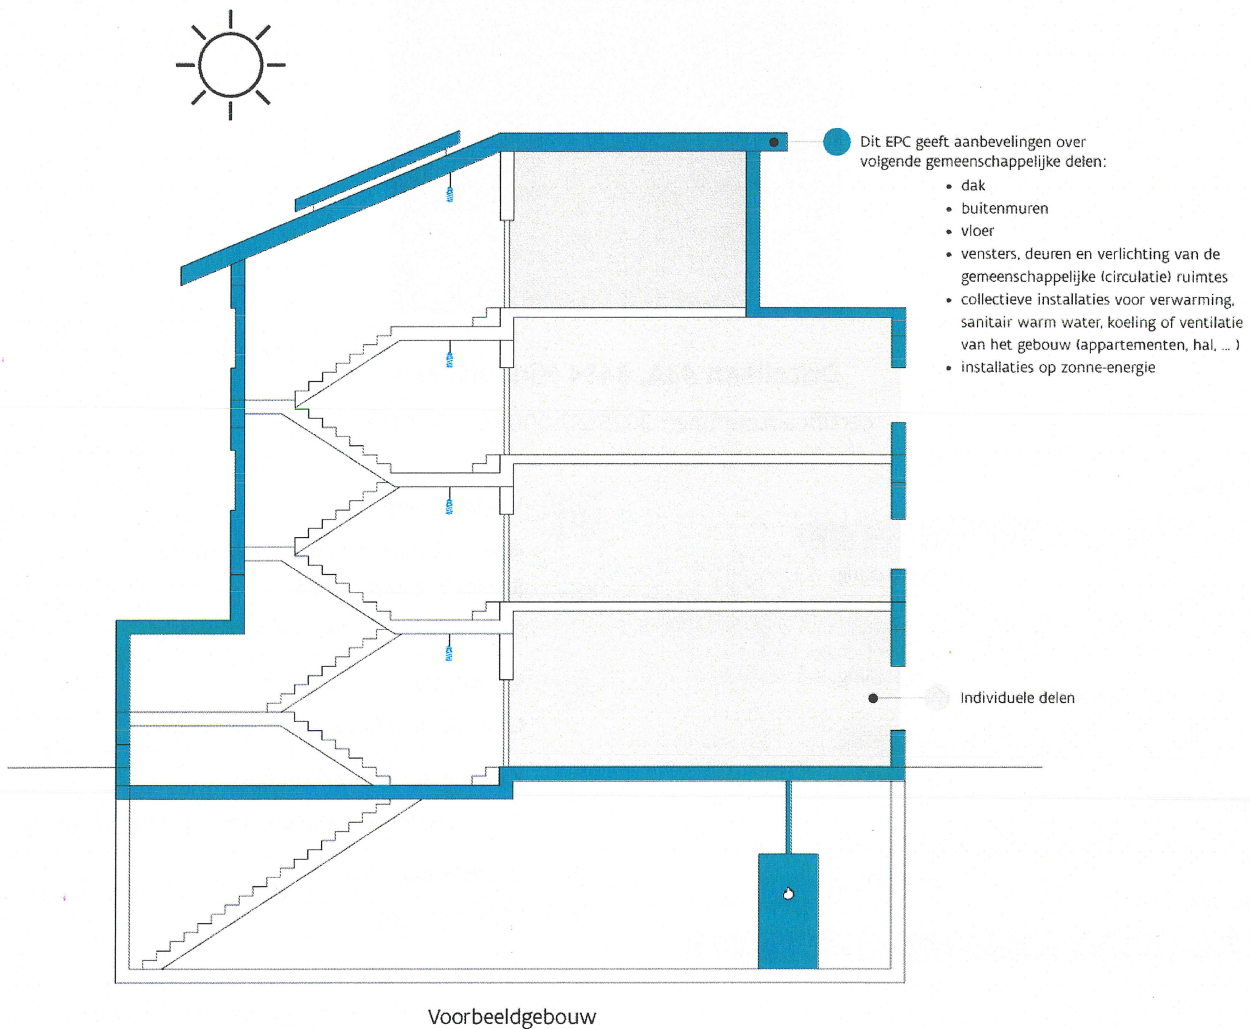 Dit EPC geeft aanbevelingen over
volgende gemeenschappelijke delen:
• dak
• buitenmuren
• vloer
• vensters, deuren en verlichting van de
gemeenschappelijke (circulatie) ruimtes
• collectieve installaties voor verwarming,
sanitair warm water, koeling of ventilatie
van het gebouw (appartementen, hal, ... )
• installaties op zonne-energie
Individuele delen
Voorbeeldgebouw